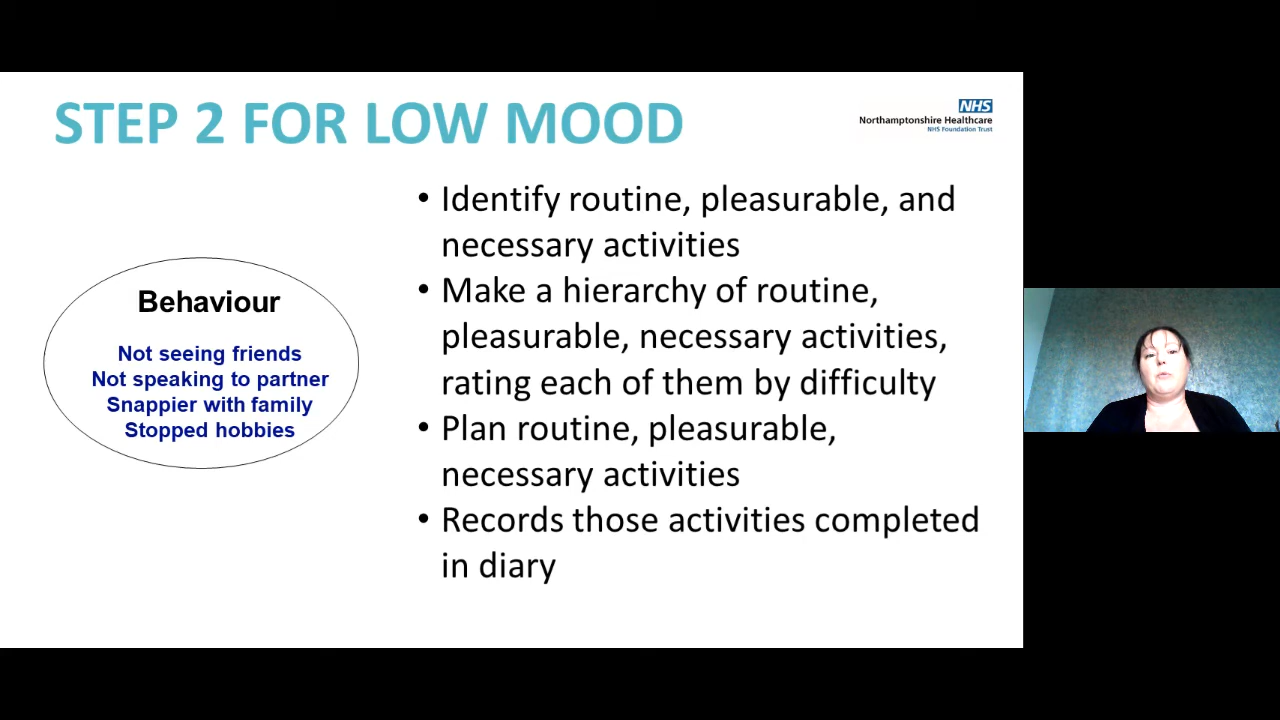 STEP 2 FOR LOW MOOD
NHS
Northamptonshire Healthcare
NHS Foundation Trust
Behaviour
Not seeing friends
Not speaking to partner
Snappier with family
Stopped hobbies
• Identify routine, pleasurable, and
necessary activities
• Make a hierarchy of routine,
pleasurable, necessary activities,
rating each of them by difficulty
• Plan routine, pleasurable,
necessary activities
• Records those activities completed
in diary